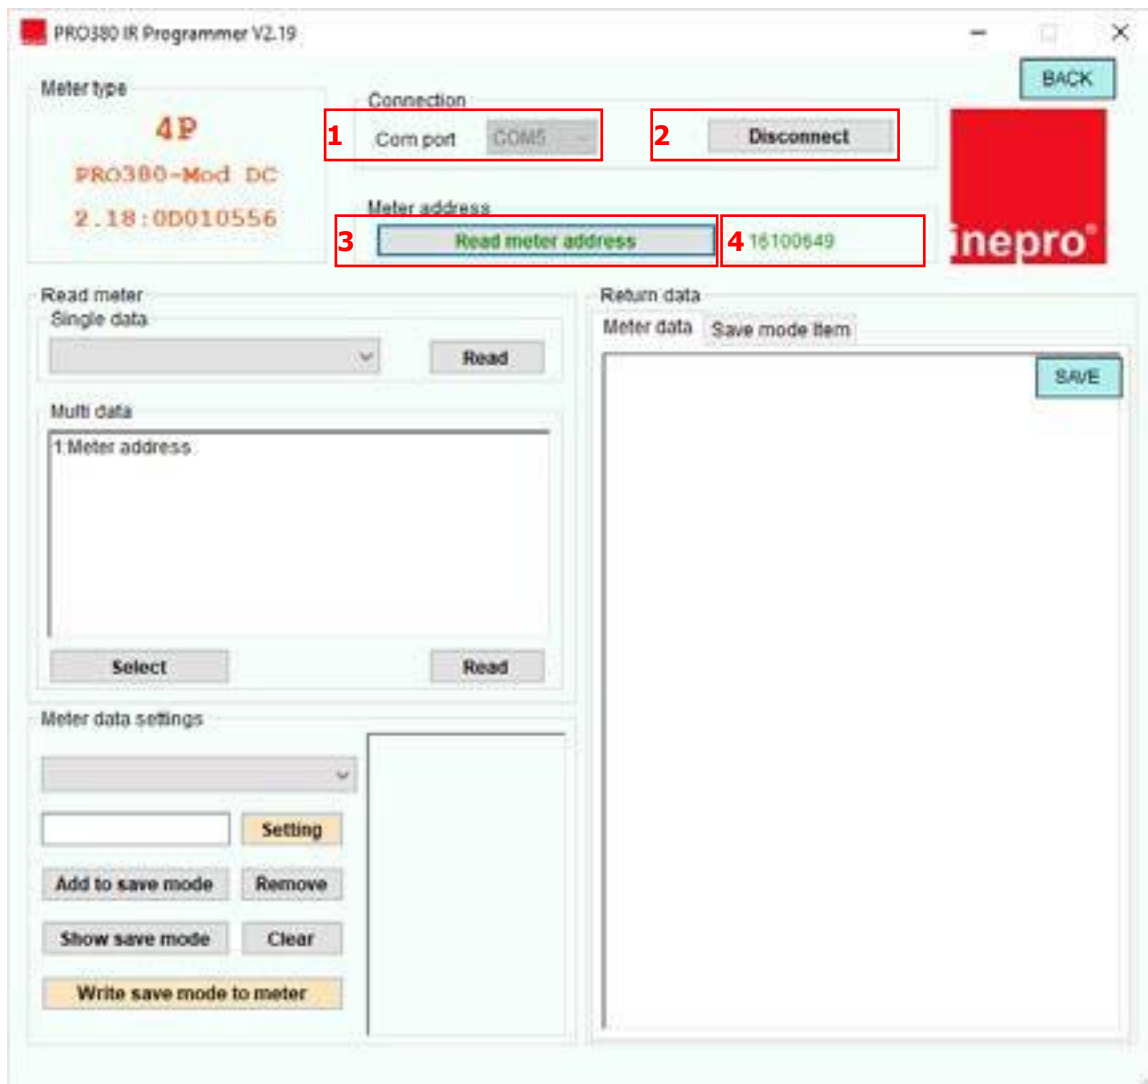 PRO380 IR Programmer V2.19
BACK
Meter type
4P
PRO380-Mod DC
2.18:0D010556
Connection
1 Com port COM5
2 Disconnect
Meter address
3 Read meter address
4 16100649
inepro®
Read meter
Single data
Read
Multi data
1:Meter address
Select Read
Meter data settings
Setting
Add to save mode Remove
Show save mode Clear
Write save mode to meter
Return data
Meter data Save mode item
SAVE